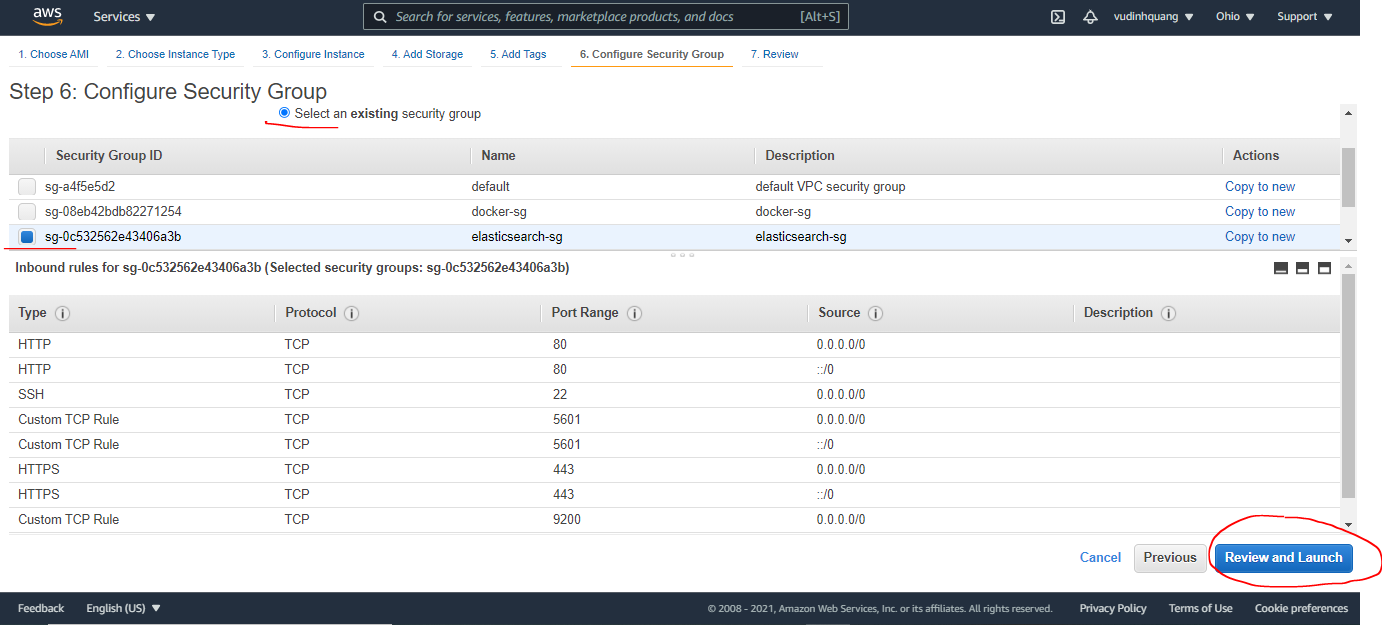 aws Services Search for services, features, marketplace products, and docs [Alt+S] vudinhquang Ohio Support
1. Choose AMI 2. Choose Instance Type 3. Configure Instance 4. Add Storage 5. Add Tags 6. Configure Security Group 7. Review
Step 6: Configure Security Group
Select an existing security group
Security Group ID Name Description Actions
sg-a4f5e5d2 default default VPC security group Copy to new
sg-08eb42bdb82271254 docker-sg docker-sg Copy to new
sg-0c532562e43406a3b elasticsearch-sg elasticsearch-sg Copy to new
Inbound rules for sg-0c532562e43406a3b (Selected security groups: sg-0c532562e43406a3b)
Type i Protocol i Port Range i Source i Description i
HTTP TCP 80 0.0.0.0/0
HTTP TCP 80 ::/0
SSH TCP 22 0.0.0.0/0
Custom TCP Rule TCP 5601 0.0.0.0/0
Custom TCP Rule TCP 5601 ::/0
HTTPS TCP 443 0.0.0.0/0
HTTPS TCP 443 ::/0
Custom TCP Rule TCP 9200 0.0.0.0/0
Cancel Previous Review and Launch
Feedback English (US) © 2008 - 2021, Amazon Web Services, Inc. or its affiliates. All rights reserved. Privacy Policy Terms of Use Cookie preferences